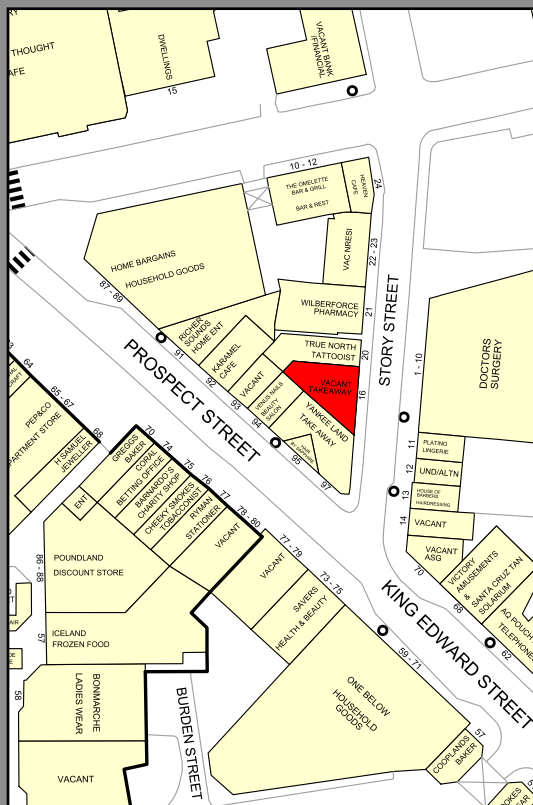 THOUGHT
AFE
DWELLINGS
15
VACANT BANK
/FINANCIAL
10 - 12
THE OMELETTE
BAR & GRILL
BAR & REST
HEAVEN
CAFE
24
VAC NRESI
22 - 23
HOME BARGAINS
HOUSEHOLD GOODS
87 - 89
WILBERFORCE
PHARMACY
21
RICHER
SOUNDS
HOME ENT
91
TRUE NORTH
TATTOOIST
20
STORY STREET
KARAMEL
CAFE
92
VACANT
TAKEAWAY
16
VACANT
93
VENUS NAILS
BEAUTY
SALON
94
YANKEE LAND
TAKE AWAY
95
97
PROSPECT STREET
1 - 10
DOCTORS
SURGERY
64
65 - 67
PEP&CO
PARTMENT STORE
68
H SAMUEL
JEWELLER
70
GREGGS
BAKER
74
CORAL
BETTING OFFICE
75
BARNARDO'S
CHARITY SHOP
76
CHEEKY SMOKES
TOBACCONIST
77
RYMAN
STATIONER
78 - 80
VACANT
ENT
11
PLATINO
LINGERIE
12
UND/ALTN
13
HOUSE OF
BARBERS
HAIRDRESSING
14
VACANT
VACANT
ASG
70
VICTORY
AMUSEMENTS
&
SANTA CRUZ TAN
SOLARIUM
68
AQ POUCH
TELEPHONE
62
86 - 88
POUNDLAND
DISCOUNT STORE
77 - 79
VACANT
73 - 75
SAVERS
HEALTH & BEAUTY
KING EDWARD STREET
AIR
57
ICELAND
FROZEN FOOD
59 - 71
ONE BELOW
HOUSEHOLD
GOODS
58
BONMARCHE
LADIES WEAR
BURDEN STREET
57
COOPLANDS
BAKER
VACANT
OKES